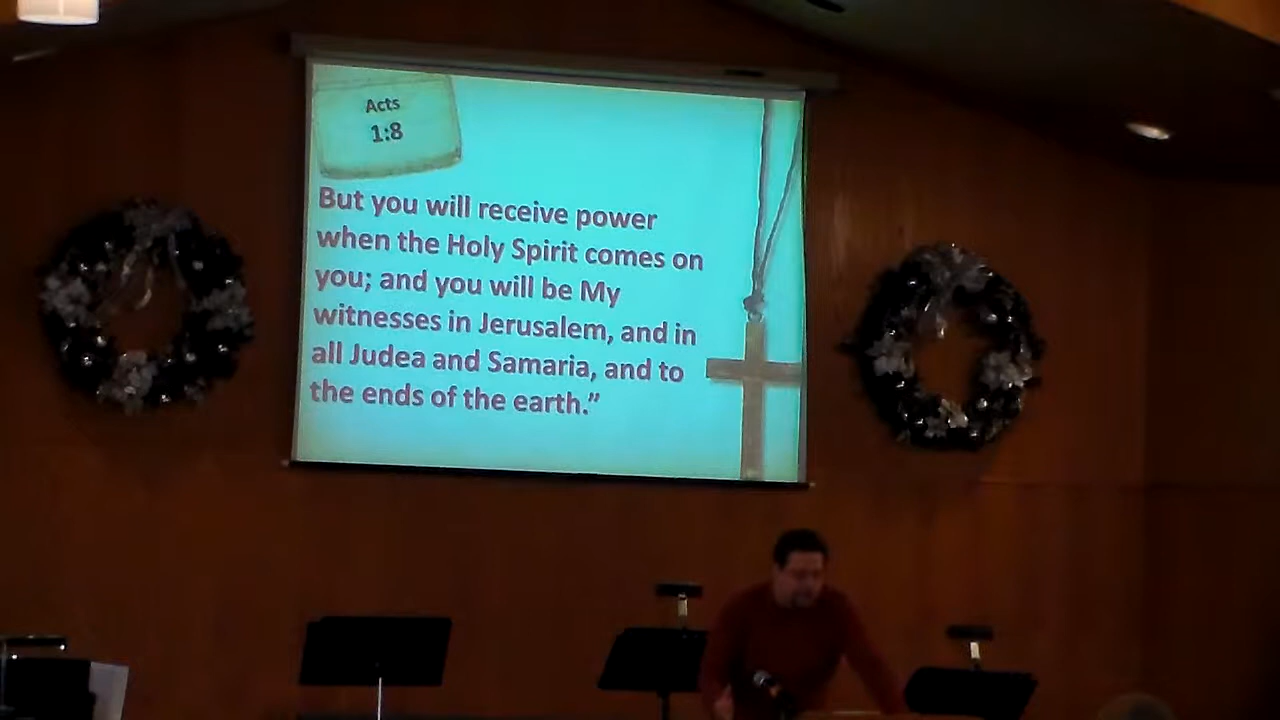 Acts
1:8
But you will receive power
when the Holy Spirit comes on
you; and you will be My
witnesses in Jerusalem, and in
all Judea and Samaria, and to
the ends of the earth.”